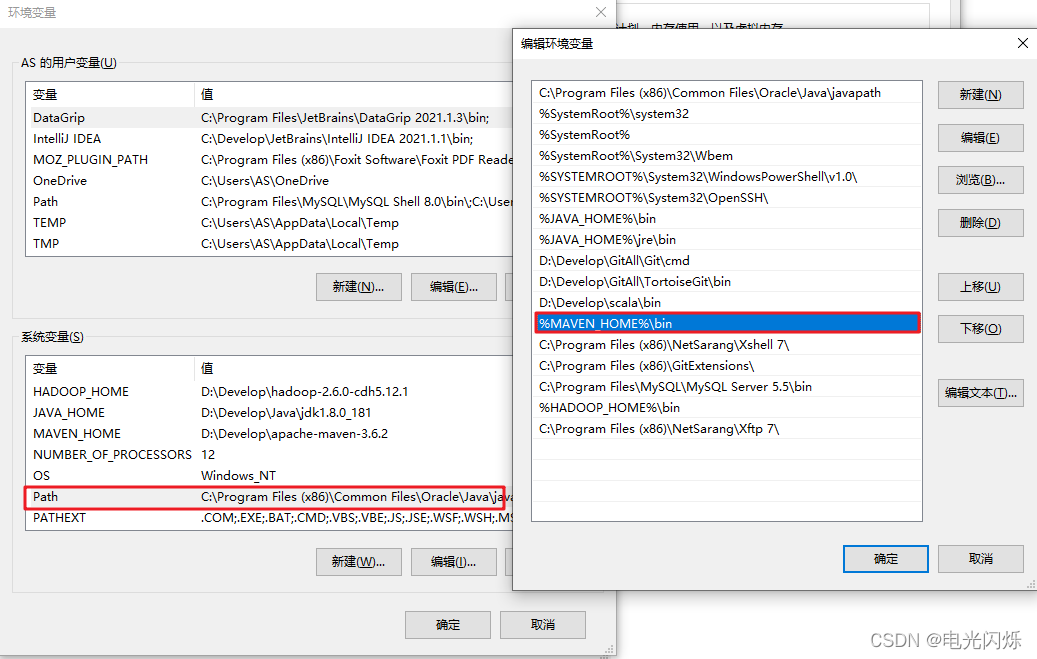 环境变量
AS 的用户变量(U)
变量 值
DataGrip C:\Program Files\JetBrains\DataGrip 2021.1.3\bin;
IntelliJ IDEA C:\Develop\JetBrains\IntelliJ IDEA 2021.1.1\bin;
MOZ_PLUGIN_PATH C:\Program Files (x86)\Foxit Software\Foxit PDF Reade
OneDrive C:\Users\AS\OneDrive
Path C:\Program Files\MySQL\MySQL Shell 8.0\bin\;C:\User
TEMP C:\Users\AS\AppData\Local\Temp
TMP C:\Users\AS\AppData\Local\Temp
新建(N)... 编辑(E)...
系统变量(S)
变量 值
HADOOP_HOME D:\Develop\hadoop-2.6.0-cdh5.12.1
JAVA_HOME D:\Develop\Java\jdk1.8.0_181
MAVEN_HOME D:\Develop\apache-maven-3.6.2
NUMBER_OF_PROCESSORS 12
OS Windows_NT
Path C:\Program Files (x86)\Common Files\Oracle\Java\java
PATHEXT .COM;.EXE;.BAT;.CMD;.VBS;.VBE;.JS;.JSE;.WSF;.WSH;.MS
新建(W)... 编辑(I)...
确定 取消
编辑环境变量
C:\Program Files (x86)\Common Files\Oracle\Java\javapath
%SystemRoot%\system32
%SystemRoot%
%SystemRoot%\System32\Wbem
%SYSTEMROOT%\System32\WindowsPowerShell\v1.0\
%SYSTEMROOT%\System32\OpenSSH\
%JAVA_HOME%\bin
%JAVA_HOME%\jre\bin
D:\Develop\GitAll\Git\cmd
D:\Develop\GitAll\TortoiseGit\bin
D:\Develop\scala\bin
%MAVEN_HOME%\bin
C:\Program Files (x86)\NetSarang\Xshell 7\
C:\Program Files (x86)\GitExtensions\
C:\Program Files\MySQL\MySQL Server 5.5\bin
%HADOOP_HOME%\bin
C:\Program Files (x86)\NetSarang\Xftp 7\
新建(N)
编辑(E)
浏览(B)...
删除(D)
上移(U)
下移(O)
编辑文本(T)...
确定 取消
CSDN @电光闪烁